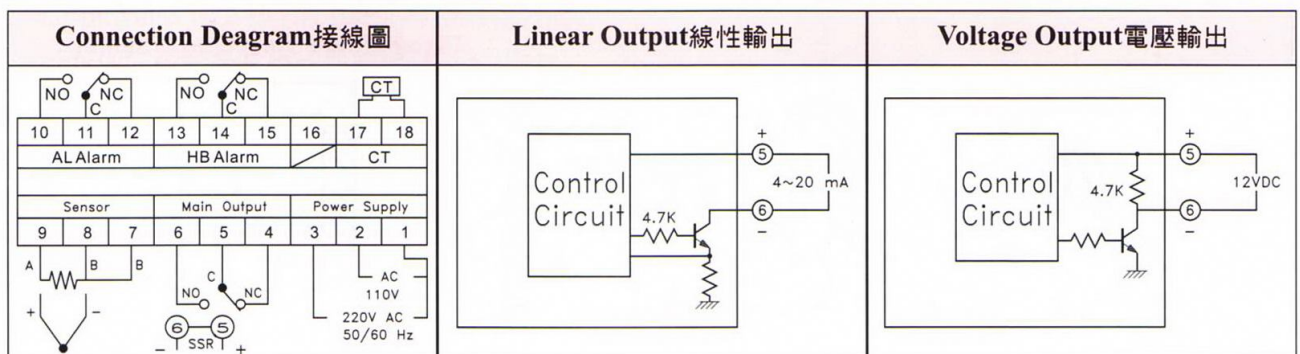 Connection Deagram接線圖
Linear Output線性輸出
Voltage Output電壓輸出
NO NC NO NC CT
C C
10 11 12 13 14 15 16 17 18
AL Alarm HB Alarm CT
Sensor Main Output Power Supply
9 8 7 6 5 4 3 2 1
A B B
C
NO NC
AC
110V
220V AC
50/60 Hz
+ -
6 5
- SSR +
Control
Circuit
4.7K
+
5
4~20 mA
6
-
Control
Circuit
4.7K
+
5
12VDC
6
-